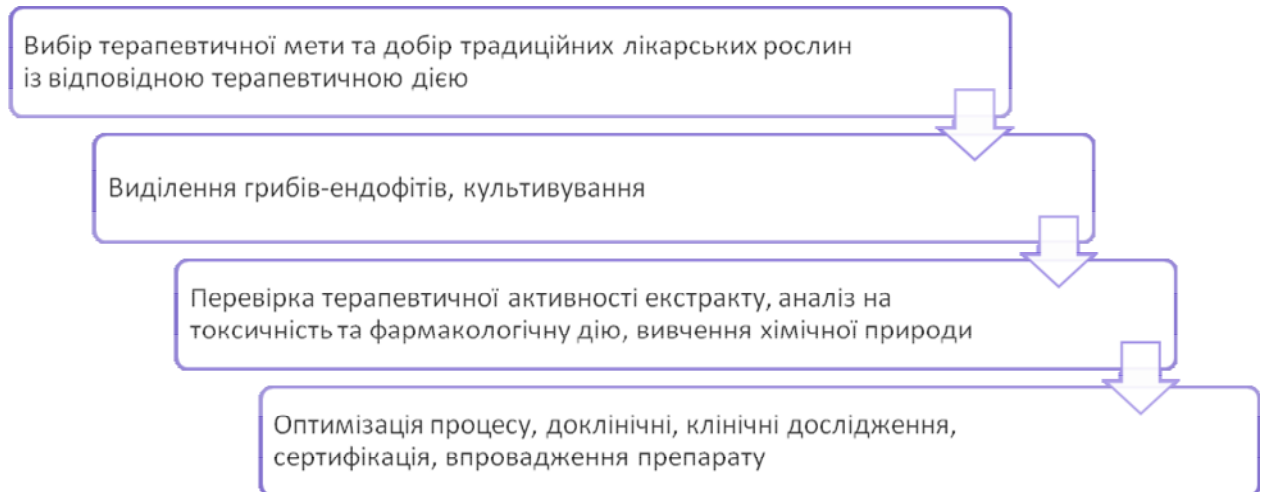 Вибір терапевтичної мети та добір традиційних лікарських рослин
із відповідною терапевтичною дією
Виділення грибів-ендофітів, культивування
Перевірка терапевтичної активності екстракту, аналіз на
токсичність та фармакологічну дію, вивчення хімічної природи
Оптимізація процесу, доклінічні, клінічні дослідження,
сертифікація, впровадження препарату